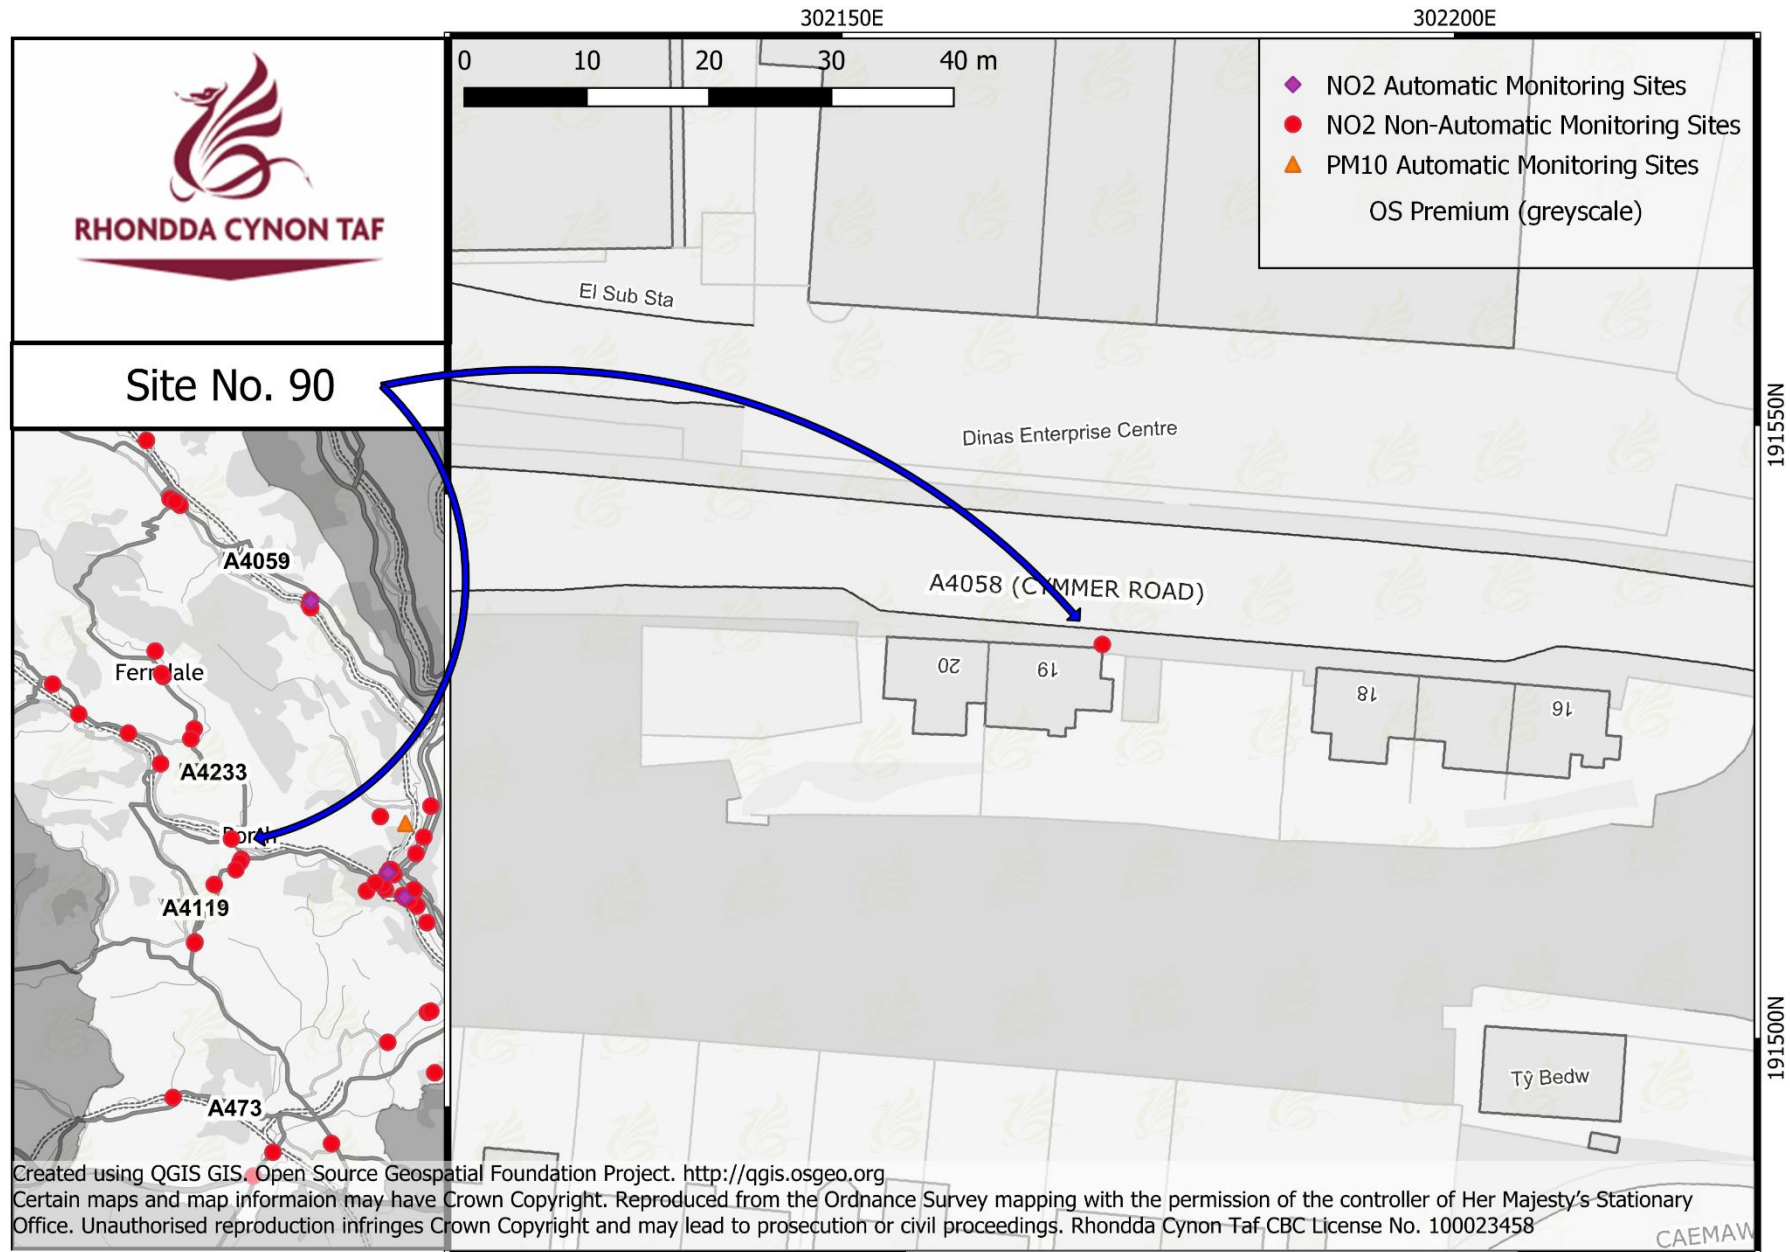 302150E
302200E
RHONDDA CYNON TAF
0 10 20 30 40 m
NO2 Automatic Monitoring Sites
NO2 Non-Automatic Monitoring Sites
PM10 Automatic Monitoring Sites
OS Premium (greyscale)
El Sub Sta
Site No. 90
191550N
Dinas Enterprise Centre
A4059
A4058 (CYMMER ROAD)
Ferndale
20
19
18
16
A4233
Porth
A4119
191500N
Tŷ Bedw
A473
Created using QGIS GIS. Open Source Geospatial Foundation Project. http://qgis.osgeo.org
Certain maps and map informaion may have Crown Copyright. Reproduced from the Ordnance Survey mapping with the permission of the controller of Her Majesty's Stationary
Office. Unauthorised reproduction infringes Crown Copyright and may lead to prosecution or civil proceedings. Rhondda Cynon Taf CBC License No. 100023458
CAEMAW